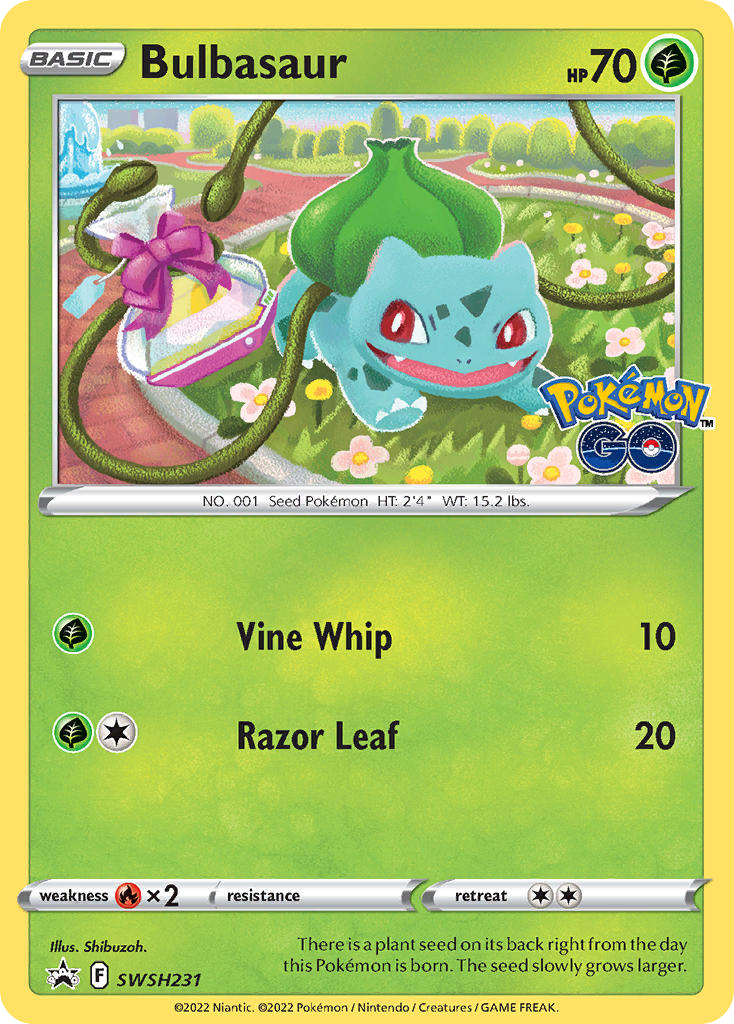 BASIC Bulbasaur HP70
Pokémon TM
GO
NO. 001 Seed Pokémon HT: 2'4" WT: 15.2 lbs.
Vine Whip 10
Razor Leaf 20
weakness ×2 resistance retreat
Illus. Shibuzoh.
There is a plant seed on its back right from the day
this Pokémon is born. The seed slowly grows larger.
F SWSH231
©2022 Niantic. ©2022 Pokémon / Nintendo / Creatures / GAME FREAK.